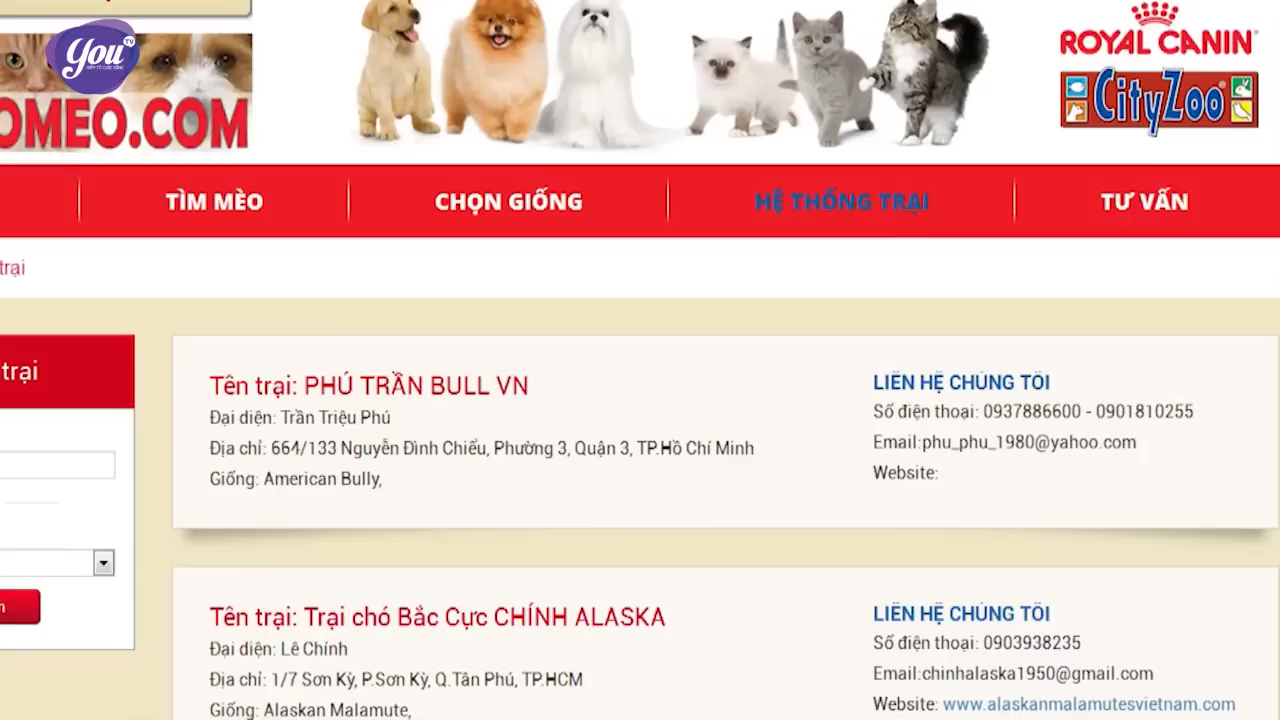 You TV
ROYAL CANIN
CityZoo
OMEO.COM
TÌM MÈO
CHỌN GIỐNG
HỆ THỐNG TRẠI
TƯ VẤN
trại
trại
Tên trại: PHÚ TRẦN BULL VN
Đại diện: Trần Triệu Phú
Địa chỉ: 664/133 Nguyễn Đình Chiểu, Phường 3, Quận 3, TP.Hồ Chí Minh
Giống: American Bully,
LIÊN HỆ CHÚNG TÔI
Số điện thoại: 0937886600 - 0901810255
Email:phu_phu_1980@yahoo.com
Website:
Tên trại: Trại chó Bắc Cực CHÍNH ALASKA
Đại diện: Lê Chính
Địa chỉ: 1/7 Sơn Kỳ, P.Sơn Kỳ, Q.Tân Phú, TP.HCM
Giống: Alaskan Malamute,
LIÊN HỆ CHÚNG TÔI
Số điện thoại: 0903938235
Email:chinhalaska1950@gmail.com
Website: www.alaskanmalamutesvietnam.com